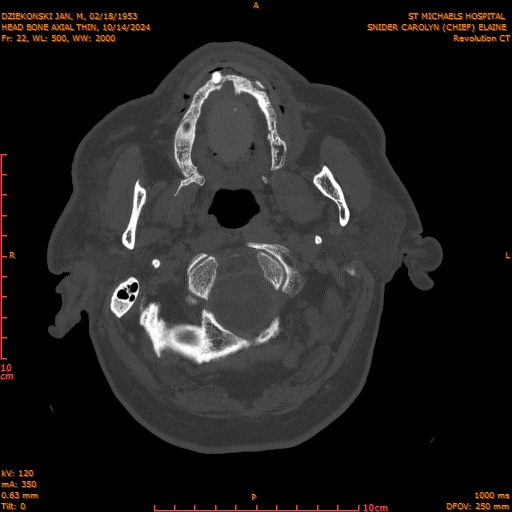 DZIEKONSKI JAN, M, 02/18/1953
HEAD BONE AXIAL THIN, 10/14/2024
Fr: 22, WL: 500, WW: 2000
A
ST MICHAELS HOSPITAL
SNIDER CAROLYN (CHIEF) ELAINE
Revolution CT
R
L
10
cm
kV: 120
mA: 350
0.63 mm
Tilt: 0
P
10cm
1000 ms
DFOV: 250 mm